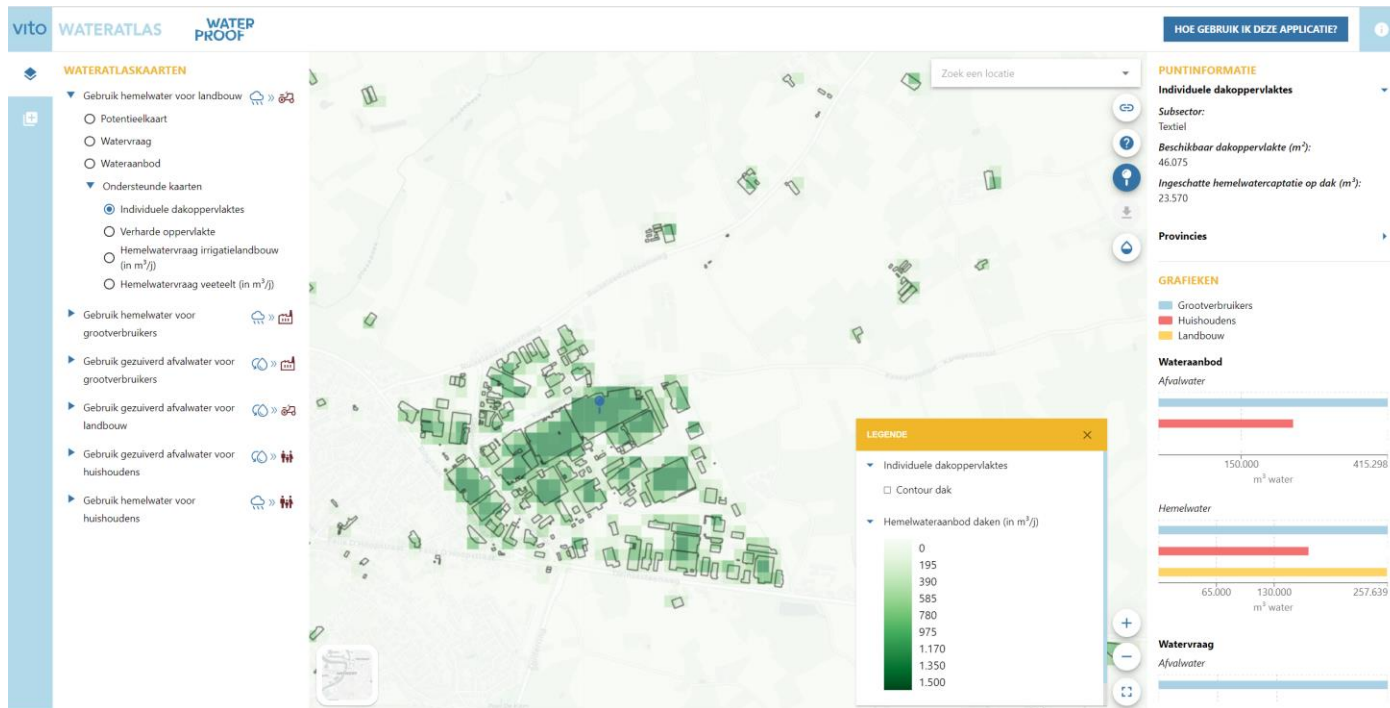 vito WATERATLAS
WATER
PROOF
HOE GEBRUIK IK DEZE APPLICATIE?
WATERATLASKAARTEN
Gebruik hemelwater voor landbouw
Potentieelkaart
Watervraag
Wateraanbod
Ondersteunde kaarten
Individuele dakoppervlaktes
Verharde oppervlakte
Hemelwatervraag irrigatielandbouw
(in m³/j)
Hemelwatervraag veeteelt (in m³/j)
Gebruik hemelwater voor
grootverbruikers
Gebruik gezuiverd afvalwater voor
grootverbruikers
Gebruik gezuiverd afvalwater voor
landbouw
Gebruik gezuiverd afvalwater voor
huishoudens
Gebruik hemelwater voor
huishoudens
Zoek een locatie
LEGENDE
Individuele dakoppervlaktes
Contour dak
Hemelwateraanbod daken (in m³/j)
0
195
390
585
780
975
1.170
1.350
1.500
PUNTINFORMATIE
Individuele dakoppervlaktes
Subsector:
Textiel
Beschikbaar dakoppervlakte (m²):
46.075
Ingeschatte hemelwatercaptatie op dak (m³):
23.570
Provincies
GRAFIEKEN
Grootverbruikers
Huishoudens
Landbouw
Wateraanbod
Afvalwater
150.000 415.298
m³ water
Hemelwater
65.000 130.000 257.639
m³ water
Watervraag
Afvalwater